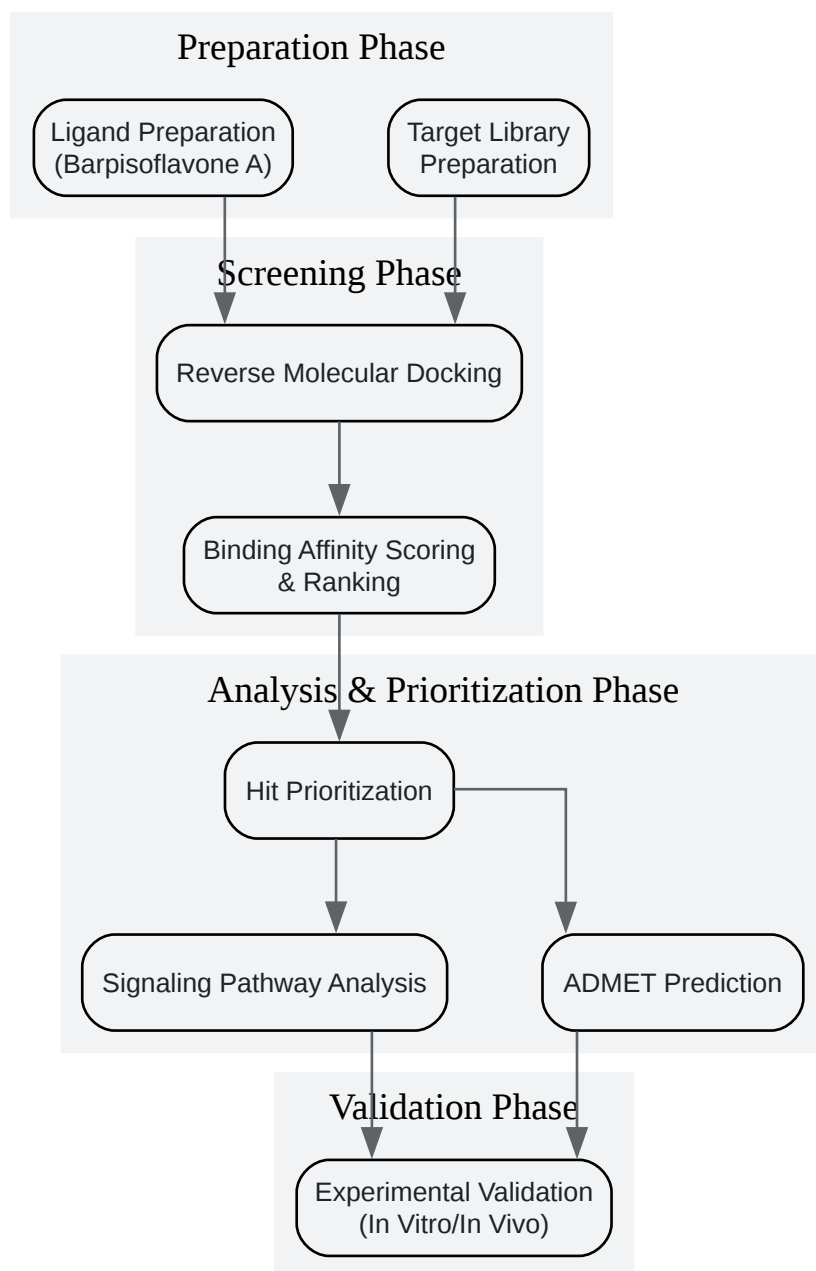 Preparation Phase
Ligand Preparation
(Barpisoflavone A)
Target Library
Preparation
Screening Phase
Reverse Molecular Docking
Binding Affinity Scoring
& Ranking
Analysis & Prioritization Phase
Hit Prioritization
Signaling Pathway Analysis
ADMET Prediction
Validation Phase
Experimental Validation
(In Vitro/In Vivo)